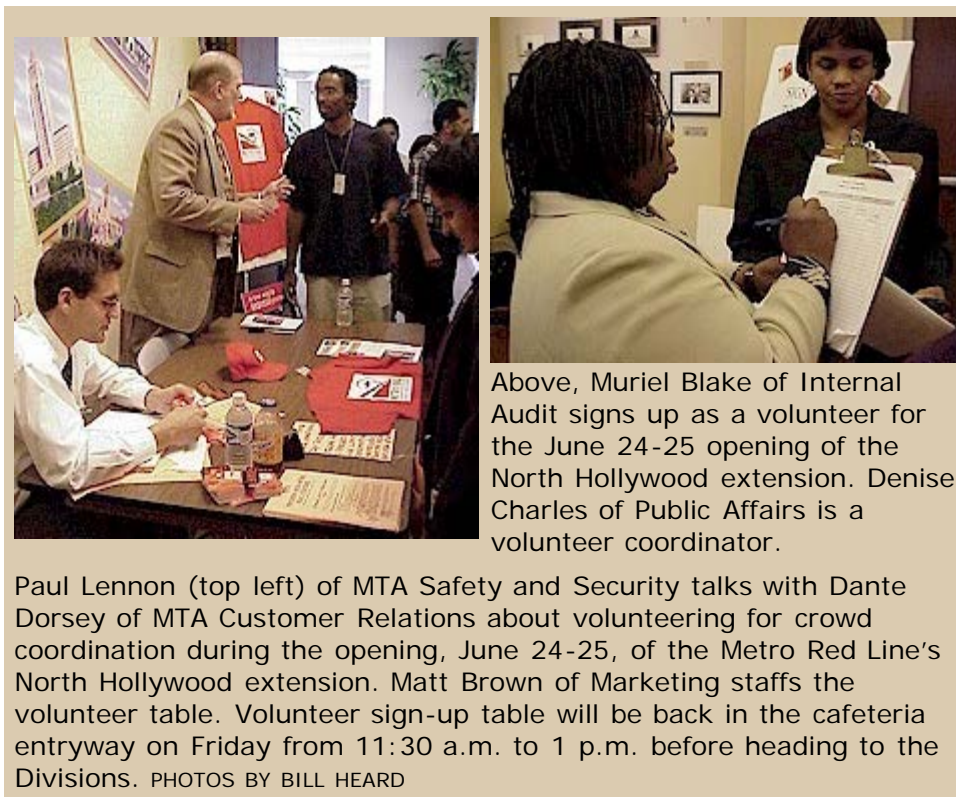 Above, Muriel Blake of Internal
Audit signs up as a volunteer for
the June 24-25 opening of the
North Hollywood extension. Denise
Charles of Public Affairs is a
volunteer coordinator.
Paul Lennon (top left) of MTA Safety and Security talks with Dante
Dorsey of MTA Customer Relations about volunteering for crowd
coordination during the opening, June 24-25, of the Metro Red Line's
North Hollywood extension. Matt Brown of Marketing staffs the
volunteer table. Volunteer sign-up table will be back in the cafeteria
entryway on Friday from 11:30 a.m. to 1 p.m. before heading to the
Divisions. PHOTOS BY BILL HEARD